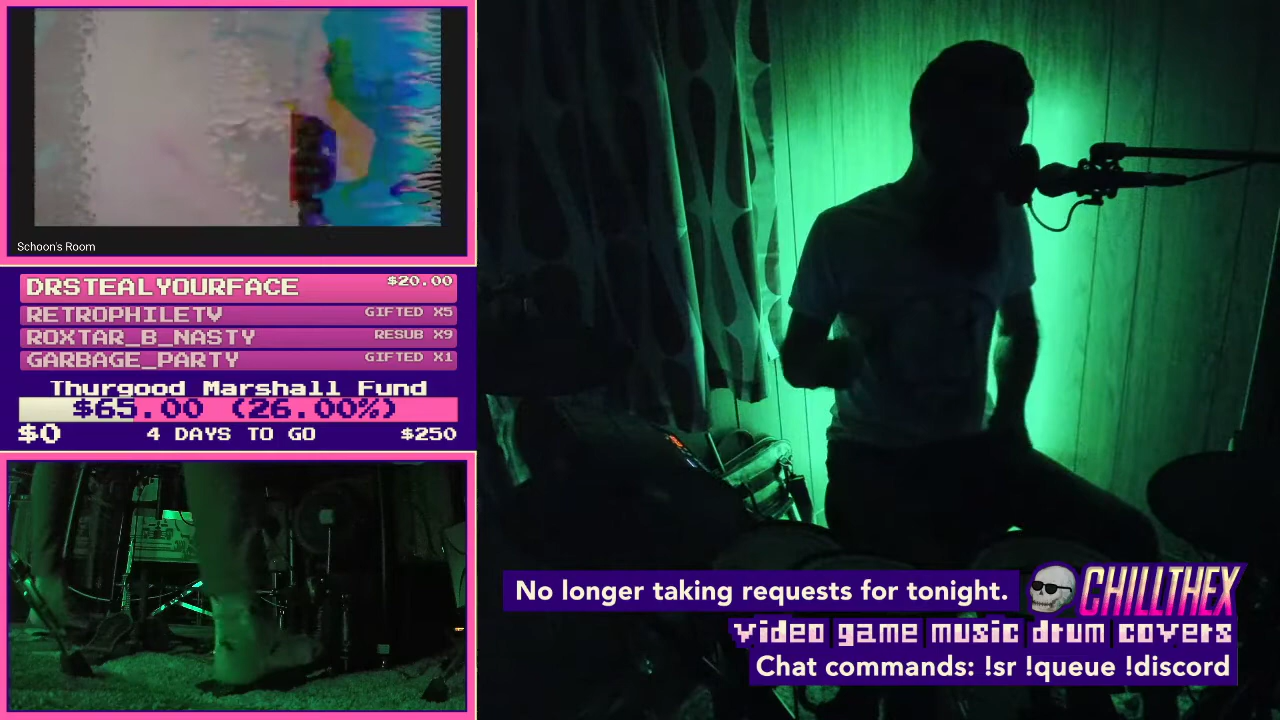 Schoon's Room
DRSTEALYOURFACE $20.00
RETROPHILETV GIFTED X5
ROXTAR_B_NASTY RESUB X9
GARBAGE_PARTY GIFTED X1
Thurgood Marshall Fund
$65.00 (26.00%)
$0 4 DAYS TO GO $250
No longer taking requests for tonight.
CHILLTHEX
video game music drum covers
Chat commands: !sr !queue !discord